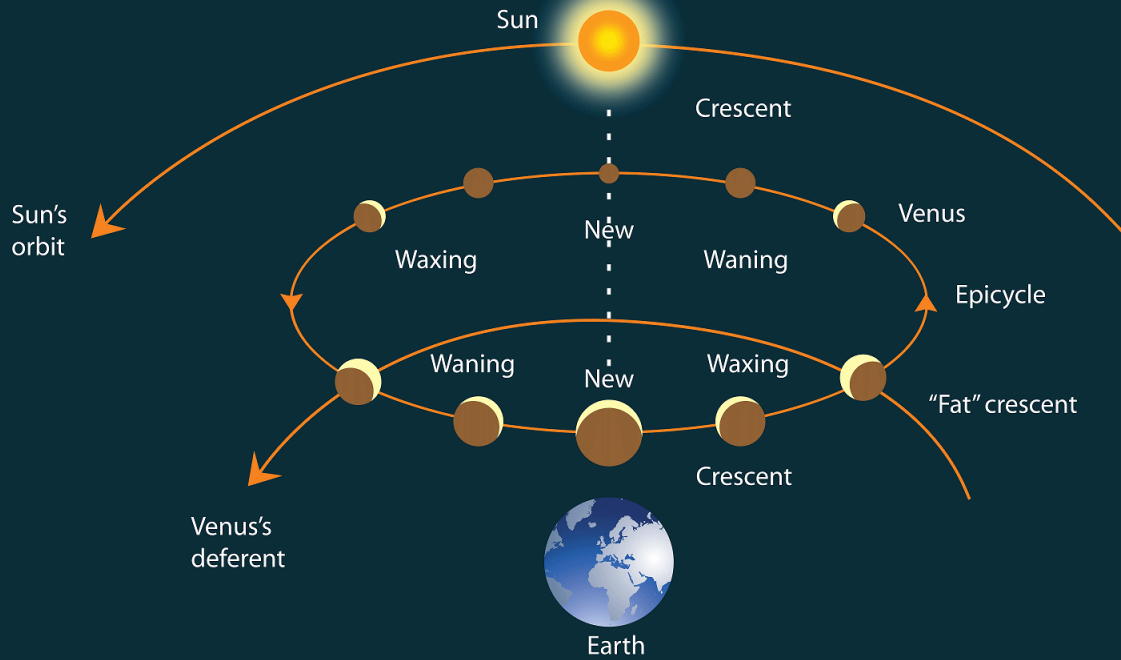 Sun
Crescent
Sun’s
orbit
New
Venus
Waxing
Waning
Epicycle
Waning
New
Waxing
“Fat” crescent
Crescent
Venus’s
deferent
Earth